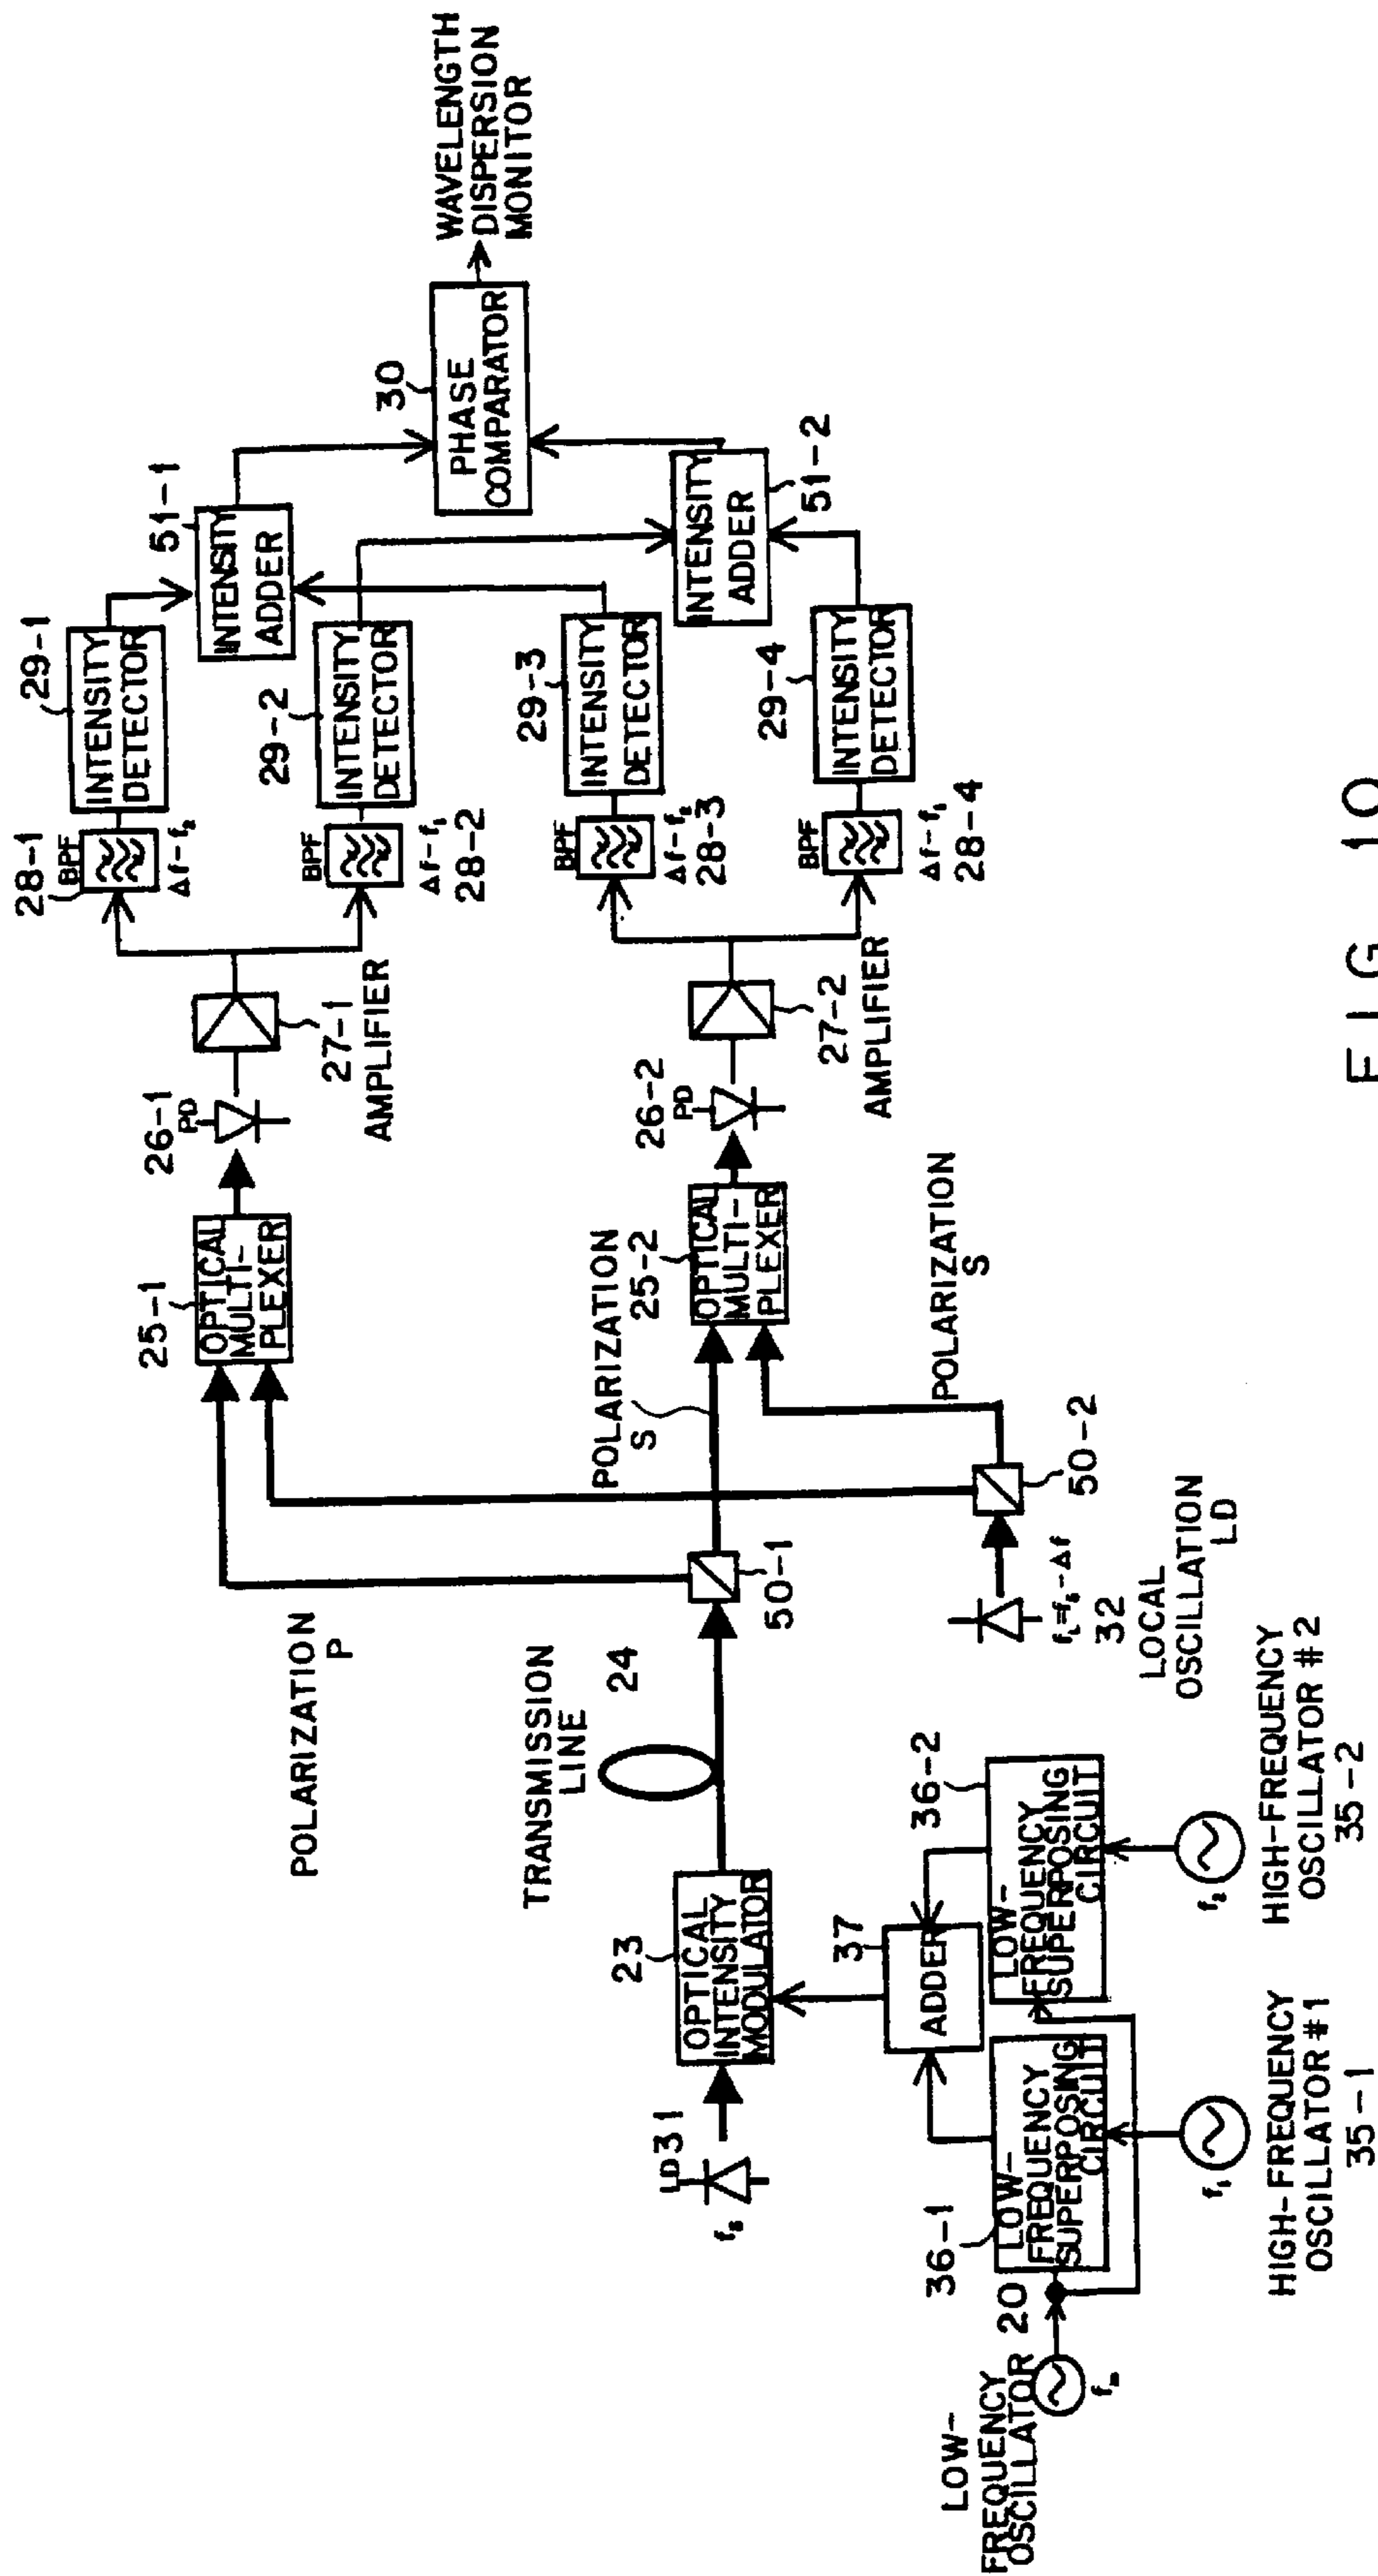 WAVELENGTH
DISPERSION
MONITOR
30
PHASE
COMPARATOR
51-1
INTENSITY
ADDER
51-2
INTENSITY
ADDER
29-1
INTENSITY
DETECTOR
29-2
INTENSITY
DETECTOR
29-3
INTENSITY
DETECTOR
29-4
INTENSITY
DETECTOR
28-1
BPF
Δf-f₂
BPF
Δf-f₁
28-2
BPF
Δf-f₂
28-3
BPF
Δf-f₁
28-4
27-1
AMPLIFIER
27-2
AMPLIFIER
26-1
PD
26-2
PD
25-1
OPTICAL
MULTI-
PLEXER
25-2
OPTICAL
MULTI-
PLEXER
POLARIZATION
P
POLARIZATION
S
POLARIZATION
S
50-1
50-2
fL=fS-Δf
32
LOCAL
OSCILLATION
LD
TRANSMISSION
LINE
24
23
OPTICAL
INTENSITY
MODULATOR
LD31
fS
37
ADDER
36-1
LOW-
FREQUENCY
SUPERPOSING
CIRCUIT
36-2
LOW-
FREQUENCY
SUPERPOSING
CIRCUIT
LOW-
FREQUENCY
OSCILLATOR 20
fm
f₁
HIGH-FREQUENCY
OSCILLATOR #1
35-1
f₂
HIGH-FREQUENCY
OSCILLATOR #2
35-2
FIG. 10